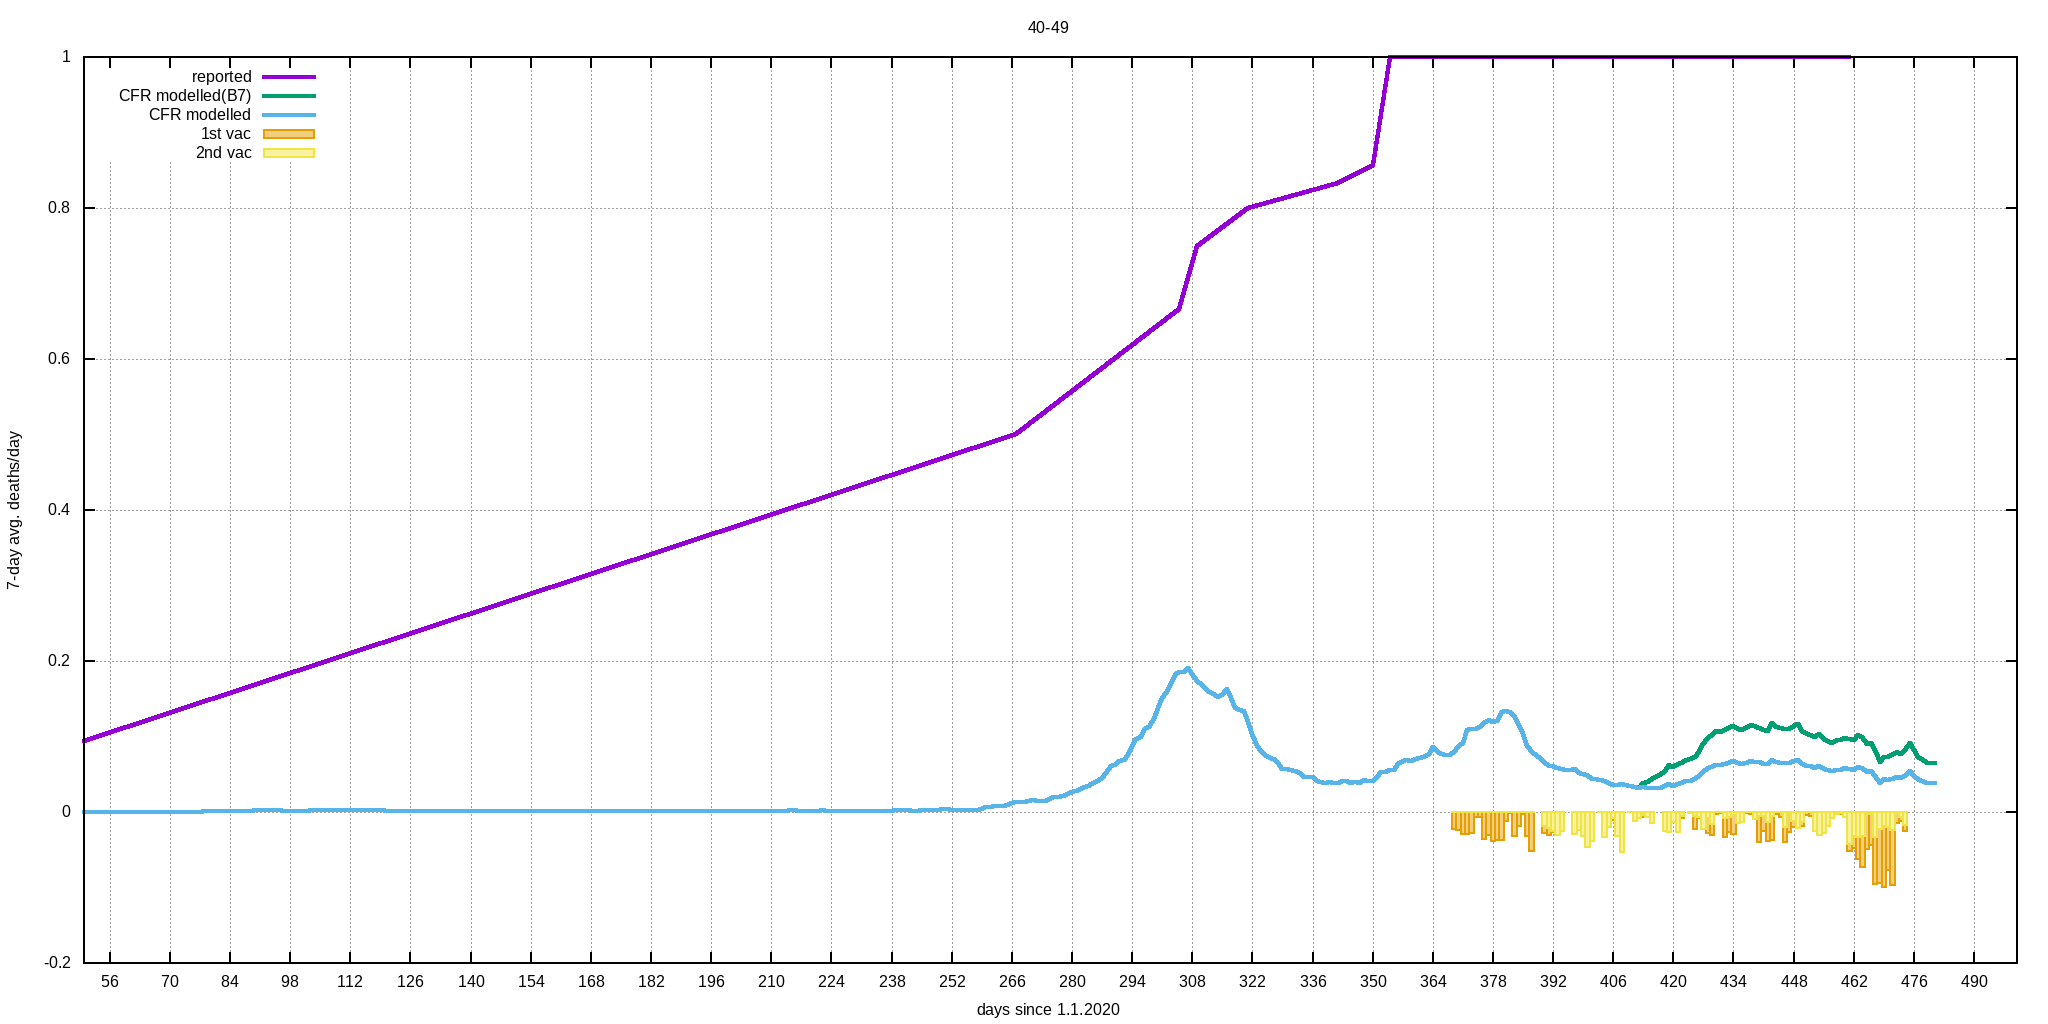 40-49
reported
CFR modelled(B7)
CFR modelled
1st vac
2nd vac
1
0.8
0.6
0.4
0.2
0
-0.2
7-day avg. deaths/day
56 70 84 98 112 126 140 154 168 182 196 210 224 238 252 266 280 294 308 322 336 350 364 378 392 406 420 434 448 462 476 490
days since 1.1.2020